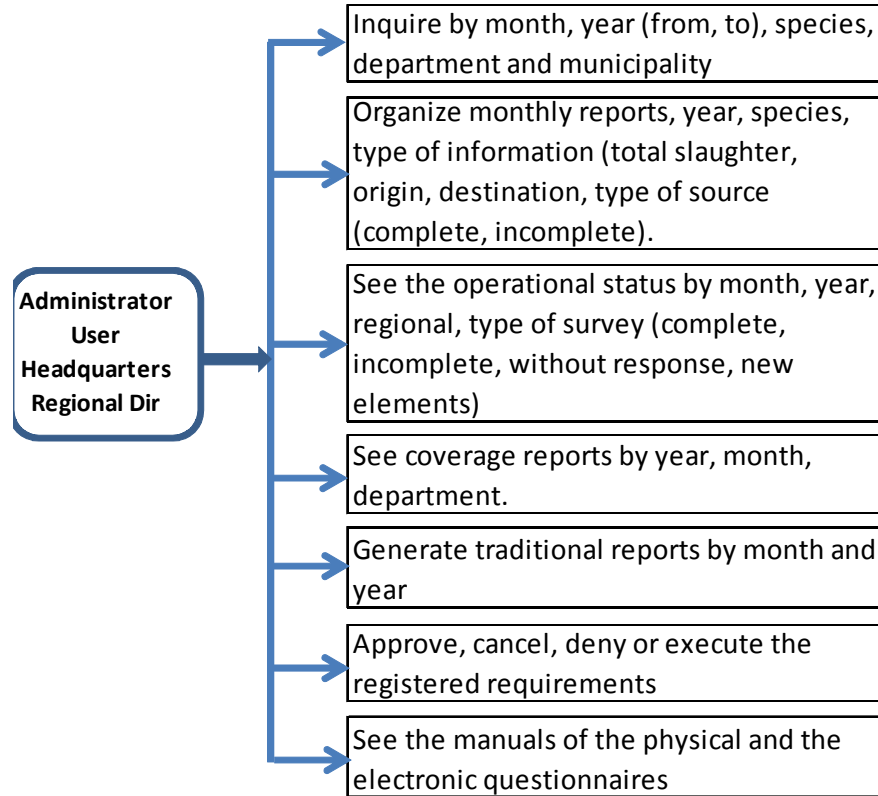 Inquire by month, year (from, to), species,
department and municipality
Organize monthly reports, year, species,
type of information (total slaughter,
origin, destination, type of source
(complete, incomplete).
Administrator
User
Headquarters
Regional Dir
See the operational status by month, year,
regional, type of survey (complete,
incomplete, without response, new
elements)
See coverage reports by year, month,
department.
Generate traditional reports by month and
year
Approve, cancel, deny or execute the
registered requirements
See the manuals of the physical and the
electronic questionnaires